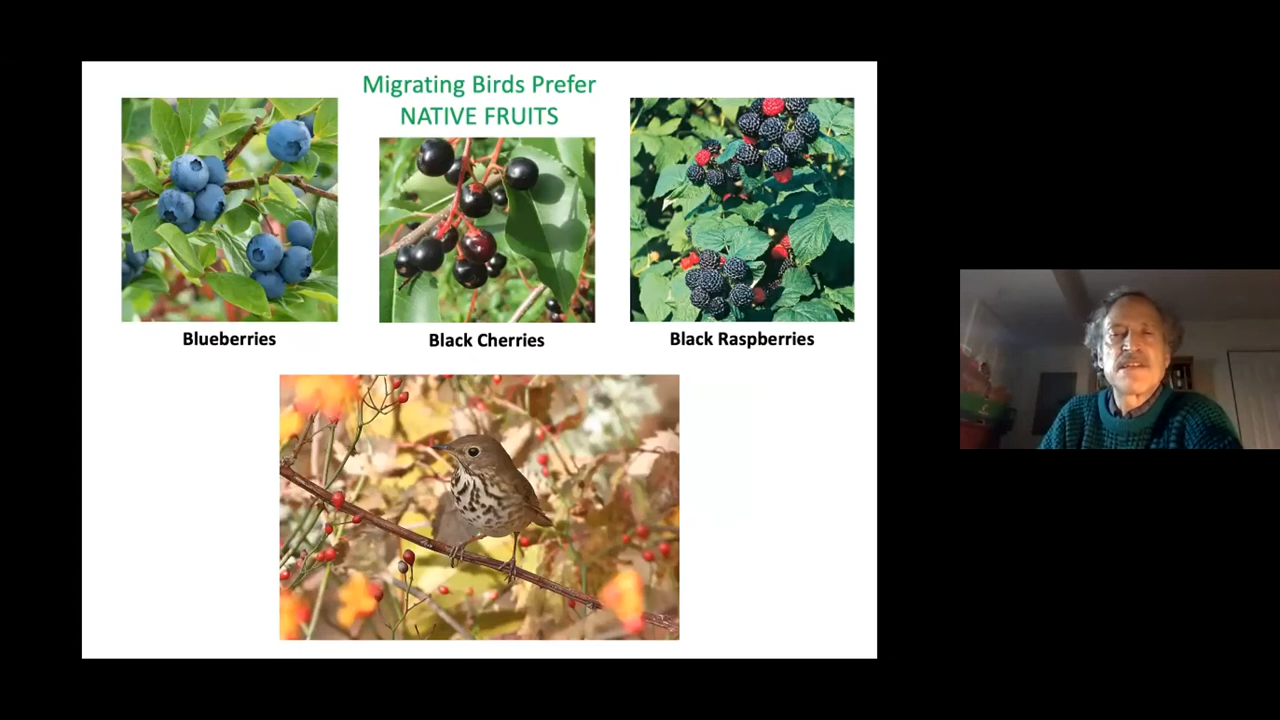 Migrating Birds Prefer
NATIVE FRUITS
Blueberries
Black Cherries
Black Raspberries